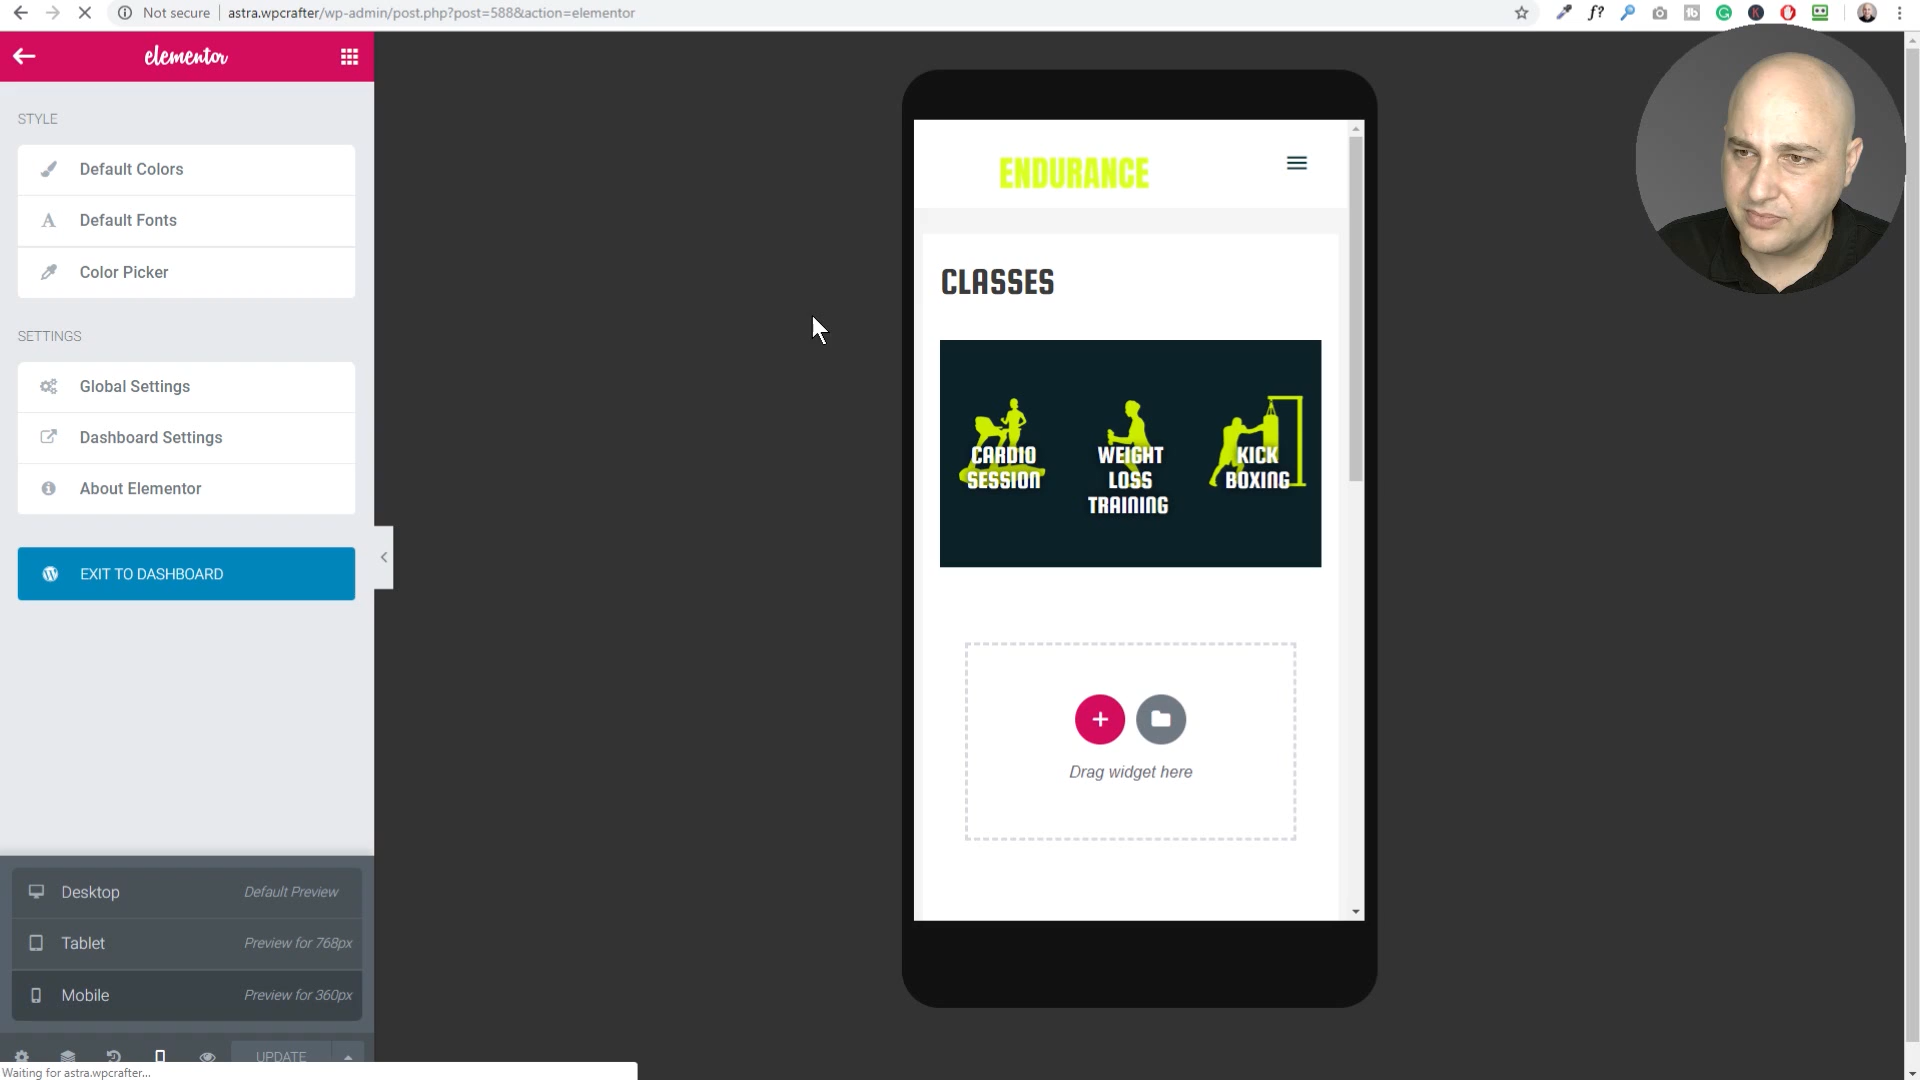 Not secure
astra.wpcrafter/wp-admin/post.php?post=588&action=elementor
f?
elementor
STYLE
Default Colors
Default Fonts
Color Picker
SETTINGS
Global Settings
Dashboard Settings
About Elementor
EXIT TO DASHBOARD
Desktop
Default Preview
Tablet
Preview for 768px
Mobile
Preview for 360px
UPDATE
Waiting for astra.wpcrafter...
ENDURANCE
CLASSES
CARDIO
SESSION
WEIGHT
LOSS
TRAINING
KICK
BOXING
Drag widget here